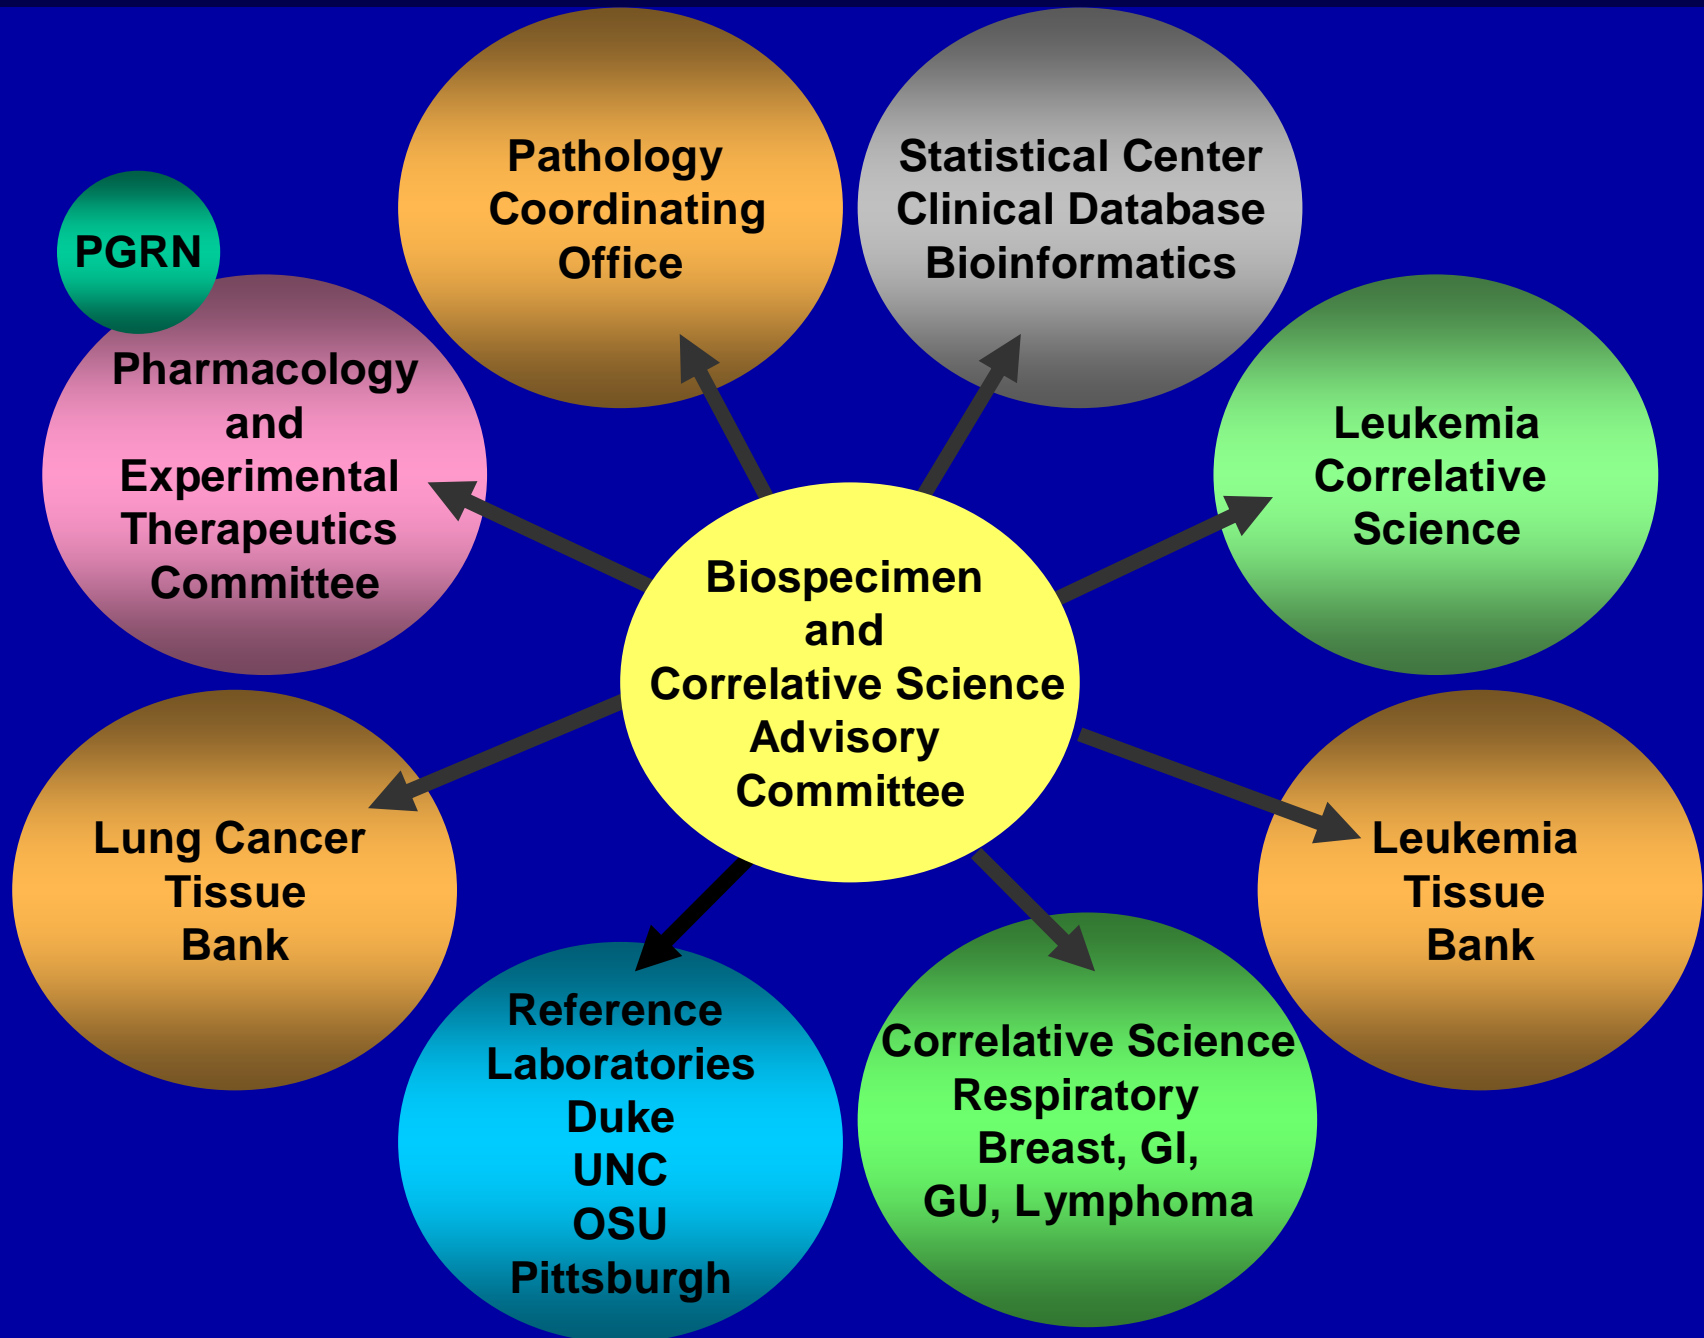 Pathology
Coordinating
Office
Statistical Center
Clinical Database
Bioinformatics
PGRN
Pharmacology
and
Experimental
Therapeutics
Committee
Leukemia
Correlative
Science
Biospecimen
and
Correlative Science
Advisory
Committee
Lung Cancer
Tissue
Bank
Leukemia
Tissue
Bank
Reference
Laboratories
Duke
UNC
OSU
Pittsburgh
Correlative Science
Respiratory
Breast, GI,
GU, Lymphoma